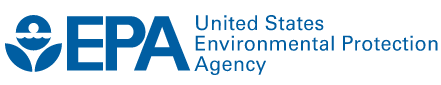 EPA
United States
Environmental Protection
Agency